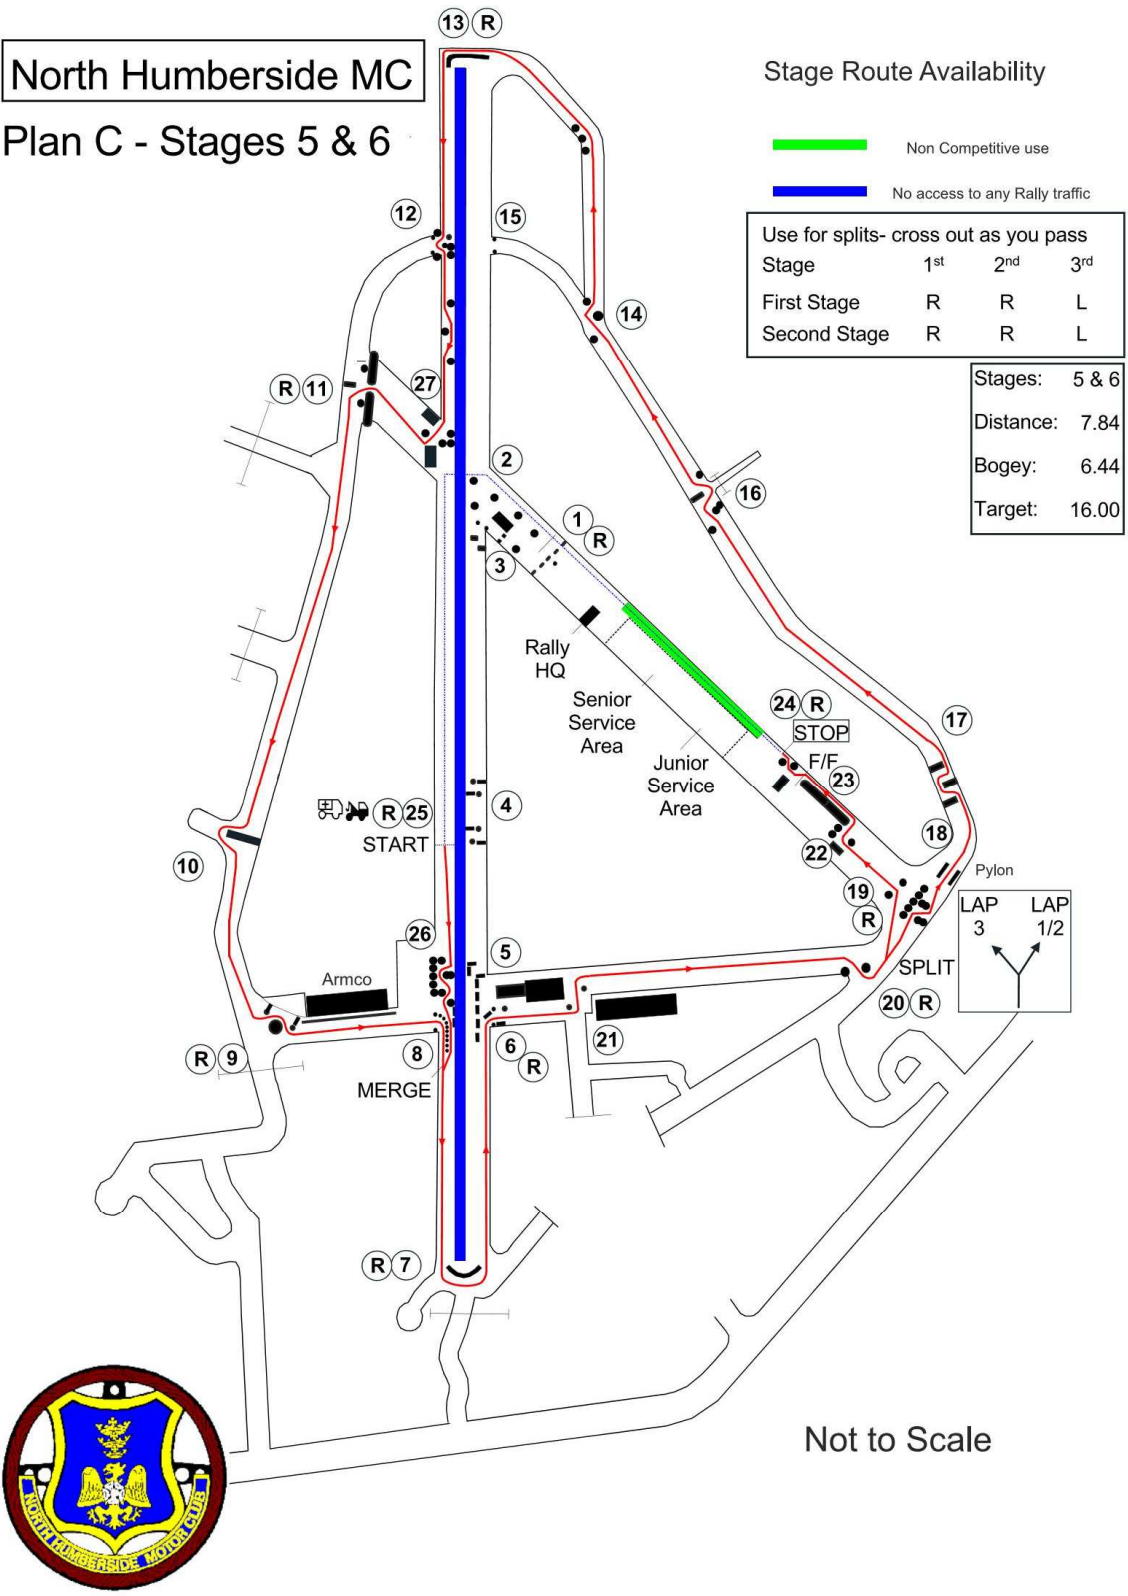 13 R
North Humberside MC
Plan C - Stages 5 & 6
Stage Route Availability
Non Competitive use
No access to any Rally traffic
Use for splits- cross out as you pass
Stage 1st 2nd 3rd
First Stage R R L
Second Stage R R L
Stages: 5 & 6
Distance: 7.84
Bogey: 6.44
Target: 16.00
12
15
14
R 11
27
2
16
1
R
3
Rally
HQ
Senior
Service
Area
Junior
Service
Area
24 R
STOP
F/F
23
17
4
R 25
START
18
22
10
19
R
Pylon
LAP LAP
3 1/2
26
5
SPLIT
Armco
20 R
21
R 9
8
6
R
MERGE
R 7
Not to Scale
NORTH HUMBERSIDE MOTOR CLUB